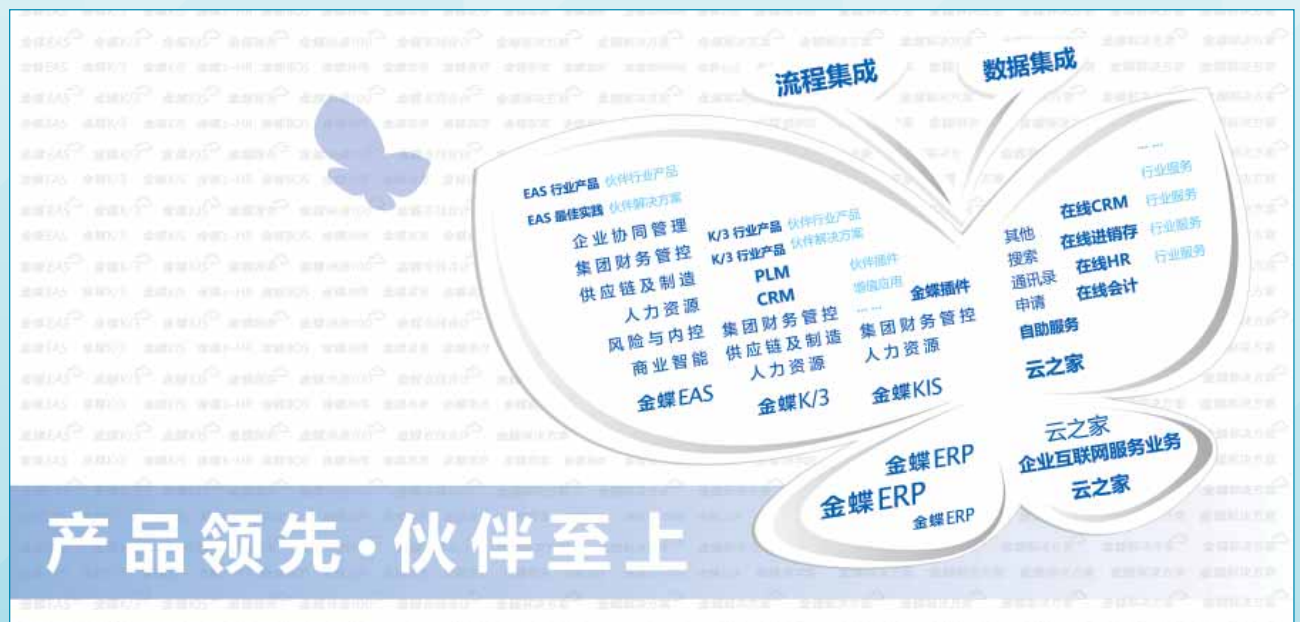 流程集成
数据集成
EAS 行业产品 伙伴行业产品
EAS 最佳实践 伙伴解决方案
企业协同管理
集团财务管控
供应链及制造
人力资源
风险与内控
商业智能
金蝶EAS
K/3 行业产品 伙伴行业产品
K/3 行业产品 伙伴解决方案
PLM
CRM
集团财务管控
供应链及制造
人力资源
金蝶K/3
伙伴插件
增值应用
... ...
金蝶插件
集团财务管控
人力资源
金蝶KIS
其他
搜索
通讯录
申请
自助服务
云之家
在线CRM
在线进销存
在线HR
在线会计
... ...
行业服务
行业服务
行业服务
行业服务
金蝶ERP
金蝶ERP
金蝶ERP
云之家
企业互联网服务业务
云之家
产品领先·伙伴至上